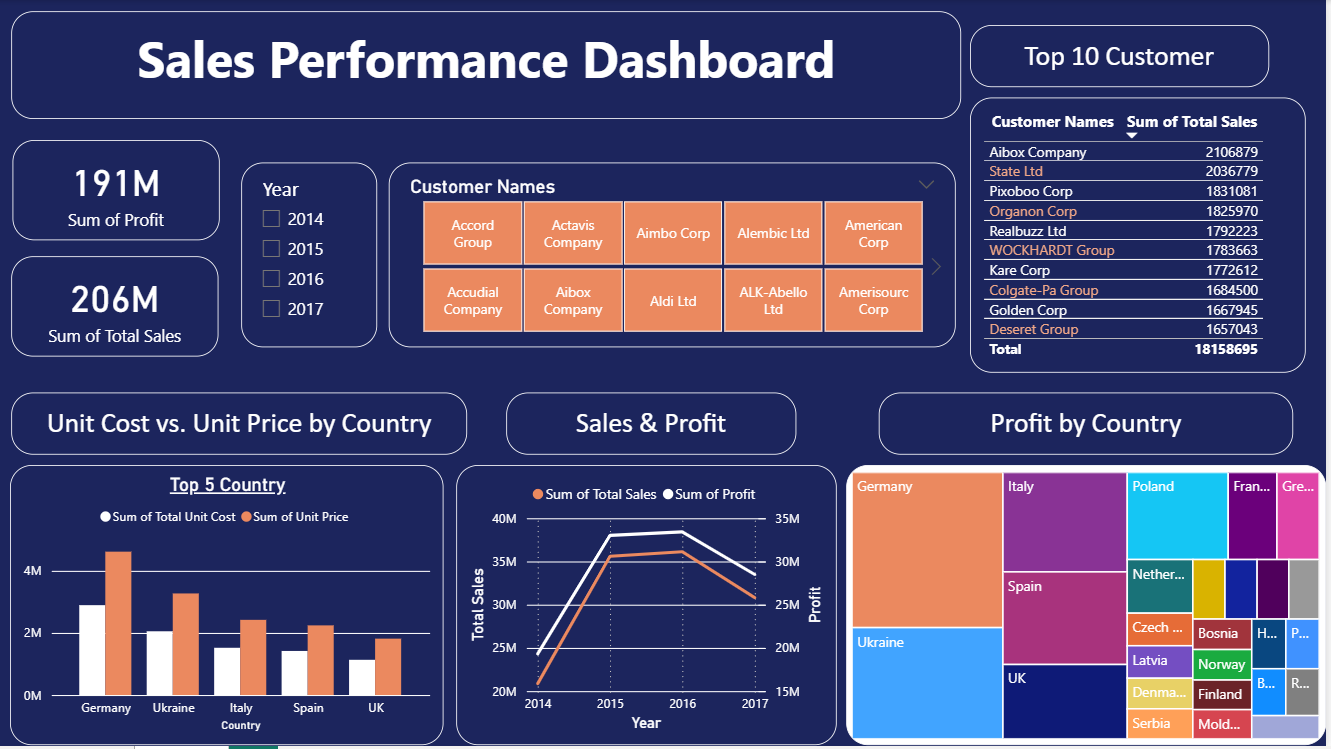 Sales Performance Dashboard
Top 10 Customer
Customer Names Sum of Total Sales
Aibox Company 2106879
State Ltd 2036779
Pixoboo Corp 1831081
Organon Corp 1825970
Realbuzz Ltd 1792223
WOCKHARDT Group 1783663
Kare Corp 1772612
Colgate-Pa Group 1684500
Golden Corp 1667945
Deseret Group 1657043
Total 18158695
191M
Sum of Profit
206M
Sum of Total Sales
Year
2014
2015
2016
2017
Customer Names
Accord
Group
Actavis
Company
Aimbo Corp
Alembic Ltd
American
Corp
Accudial
Company
Aibox
Company
Aldi Ltd
ALK-Abello
Ltd
Amerisourc
Corp
Unit Cost vs. Unit Price by Country
Sales & Profit
Profit by Country
Top 5 Country
Sum of Total Unit Cost Sum of Unit Price
4M
2M
0M
Germany Ukraine Italy Spain UK
Country
Sum of Total Sales Sum of Profit
40M 35M
35M 30M
30M 25M
25M 20M
20M 15M
Total Sales
Profit
2014 2015 2016 2017
Year
Germany
Ukraine
Italy
Spain
UK
Poland
Fran...
Gre...
Nether...
Czech ...
Latvia
Denma...
Serbia
Bosnia
Norway
Finland
Mold...
H...
P...
B...
R...